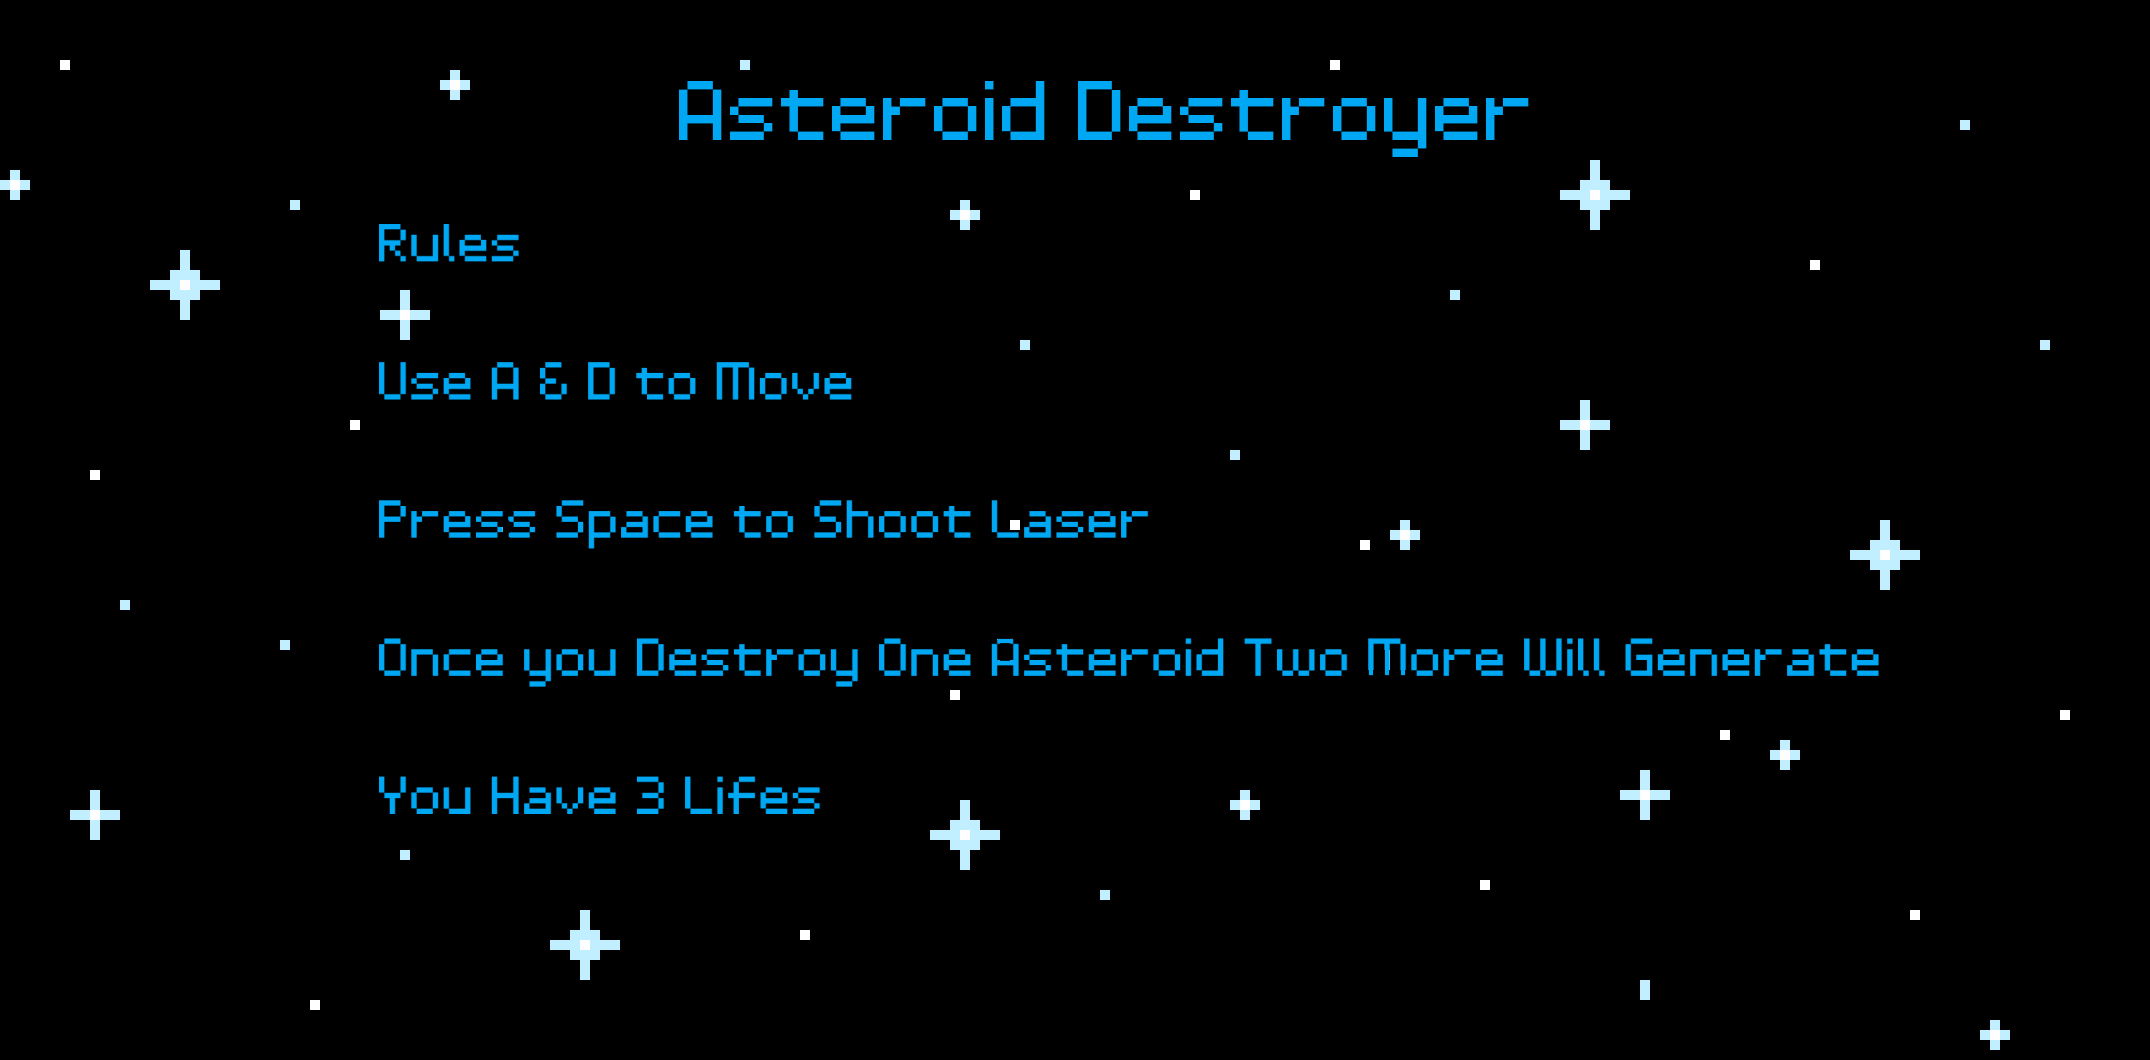 Asteroid Destroyer
Rules
Use A & D to Move
Press Space to Shoot Laser
Once you Destroy One Asteroid Two More Will Generate
You Have 3 Lifes